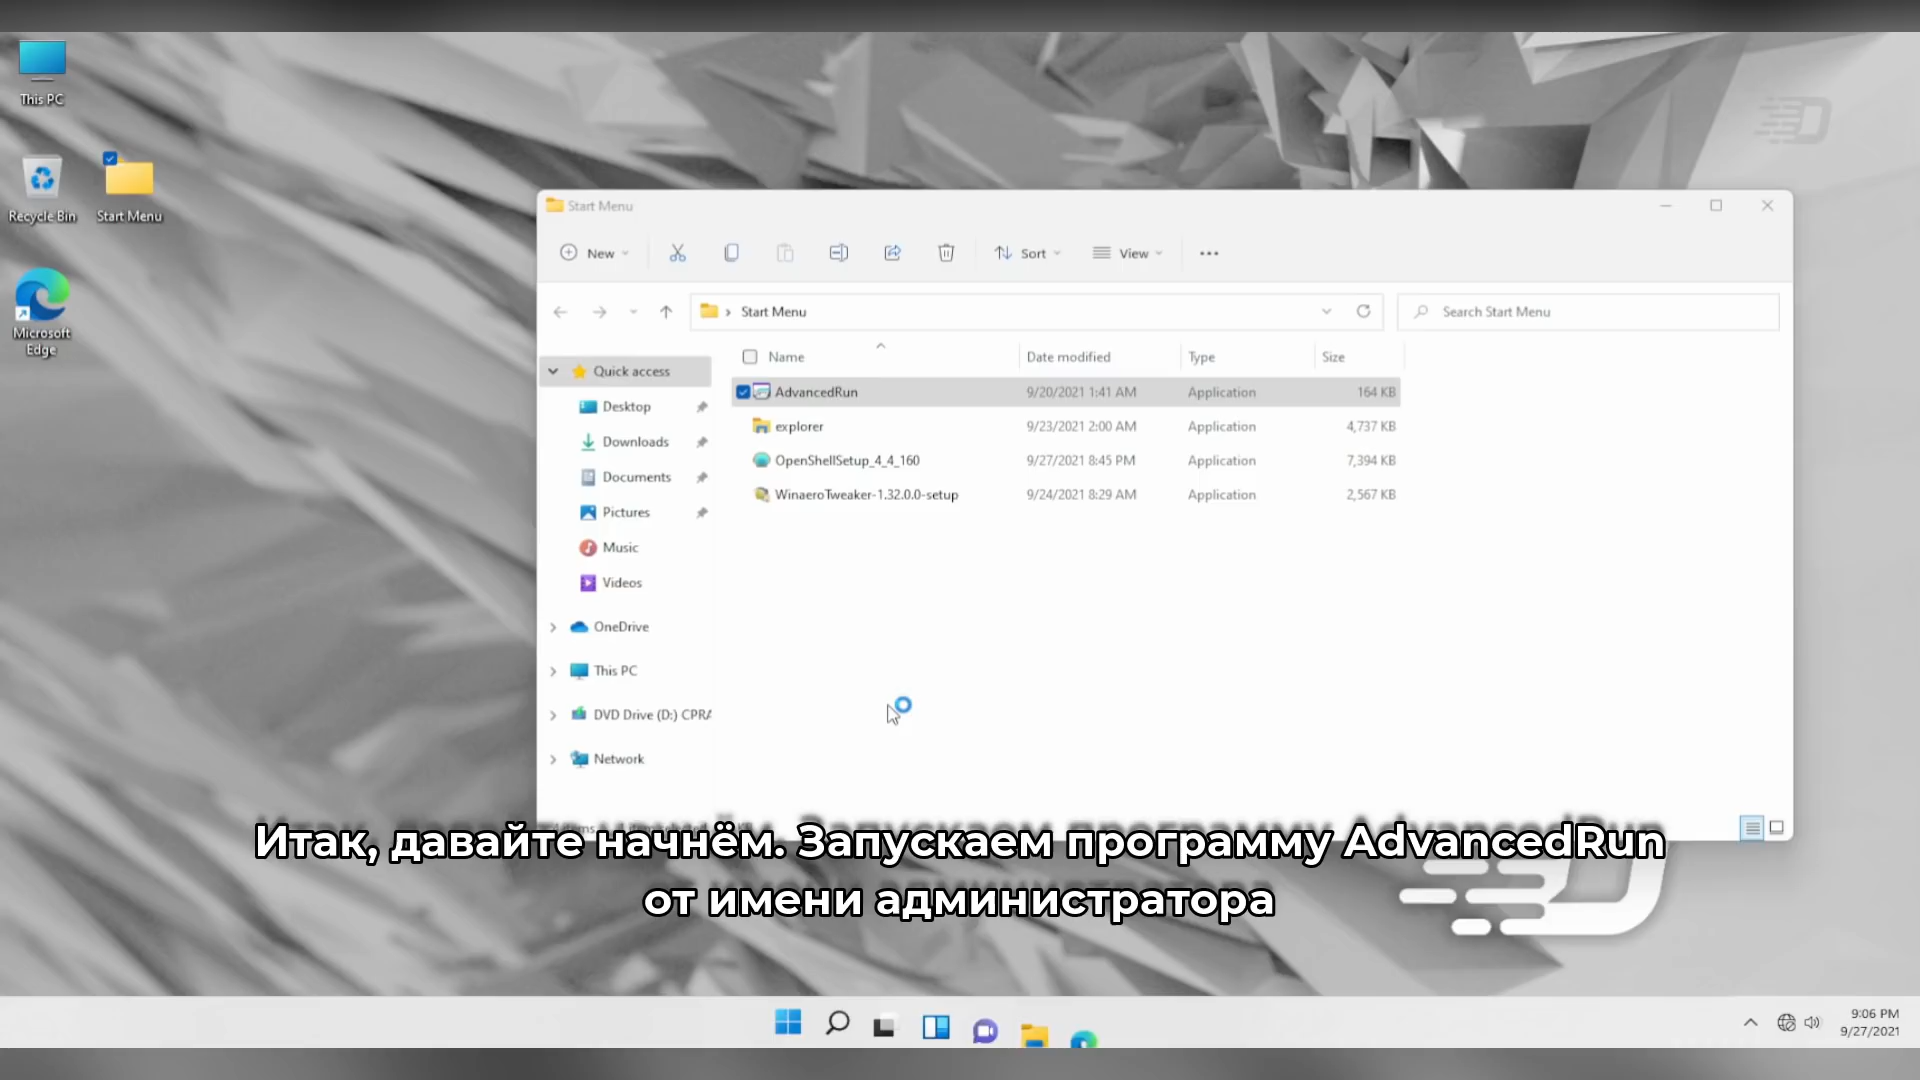 This PC
Recycle Bin
Start Menu
Microsoft
Edge
Start Menu
New
Sort
View
Start Menu
Search Start Menu
Name
Date modified
Type
Size
Quick access
Desktop
Downloads
Documents
Pictures
Music
Videos
OneDrive
This PC
DVD Drive (D:) CPRA
Network
AdvancedRun 9/20/2021 1:41 AM Application 164 KB
explorer 9/23/2021 2:00 AM Application 4,737 KB
OpenShellSetup_4_4_160 9/27/2021 8:45 PM Application 7,394 KB
WinaeroTweaker-1.32.0.0-setup 9/24/2021 8:29 AM Application 2,567 KB
Итак, давайте начнём. Запускаем программу AdvancedRun
от имени администратора
9:06 PM
9/27/2021